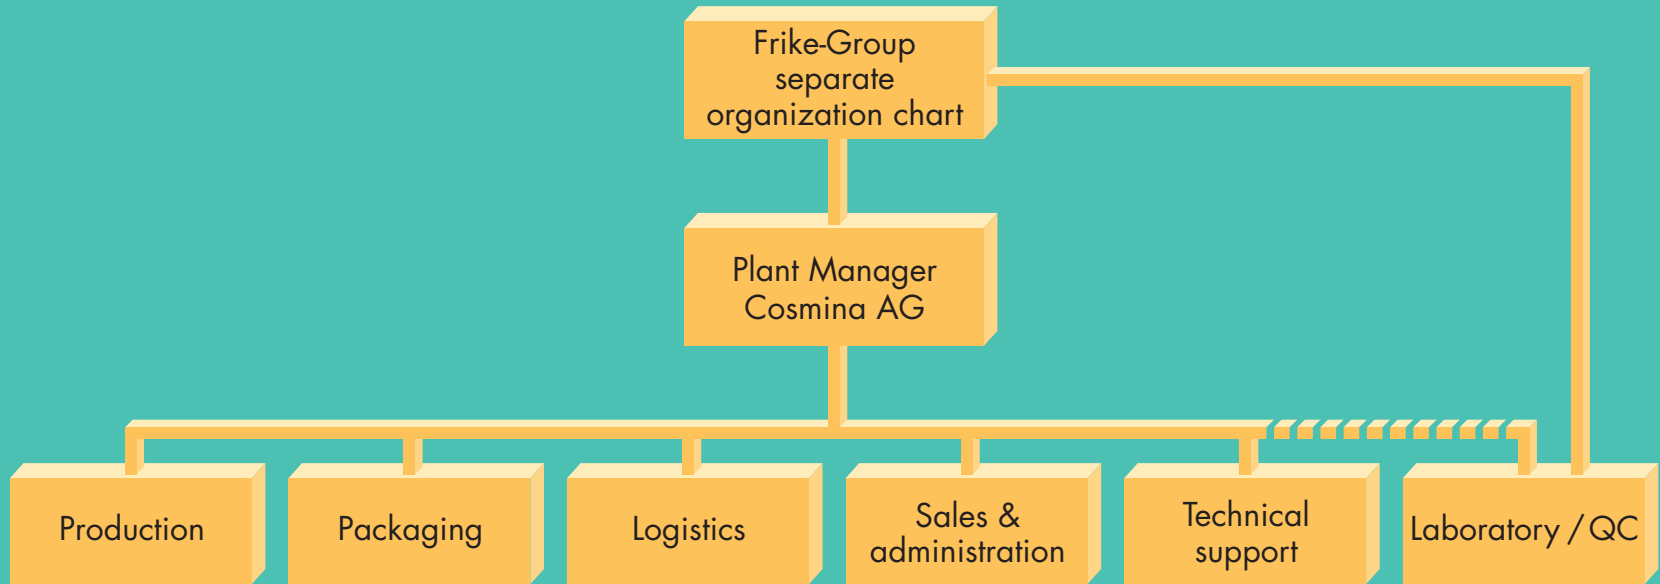 Frike-Group
separate
organization chart
Plant Manager
Cosmina AG
Production
Packaging
Logistics
Sales &
administration
Technical
support
Laboratory / QC